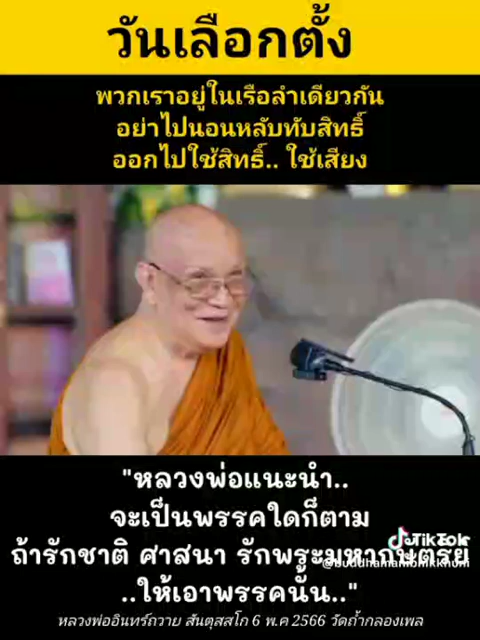 วันเลือกตั้ง
พวกเราอยู่ในเรือลำเดียวกัน
อย่าไปนอนหลับทับสิทธิ์
ออกไปใช้สิทธิ์.. ใช้เสียง
"หลวงพ่อแนะนำ..
จะเป็นพรรคใดก็ตาม
ถ้ารักชาติ ศาสนา รักพระมหากษัตริย์
..ให้เอาพรรคนั้น.."
หลวงพ่ออินทร์ถวาย สันตุสสโก 6 พ.ค 2566 วัดถ้ำกลองเพล
TikTok